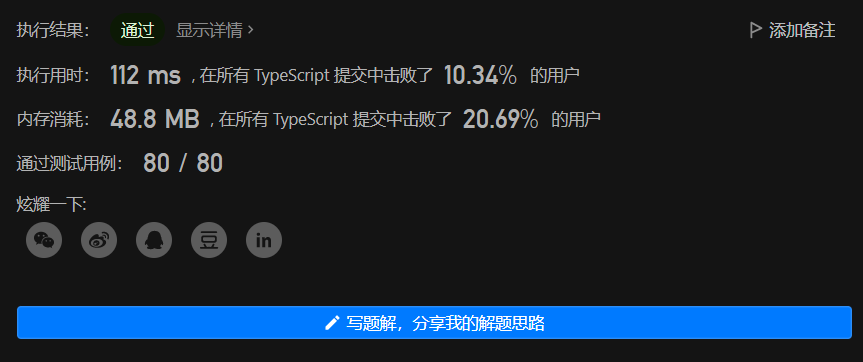 执行结果： 通过 显示详情 > 添加备注
执行用时： 112 ms , 在所有 TypeScript 提交中击败了 10.34% 的用户
内存消耗： 48.8 MB , 在所有 TypeScript 提交中击败了 20.69% 的用户
通过测试用例： 80 / 80
炫耀一下:
豆 in
写题解，分享我的解题思路